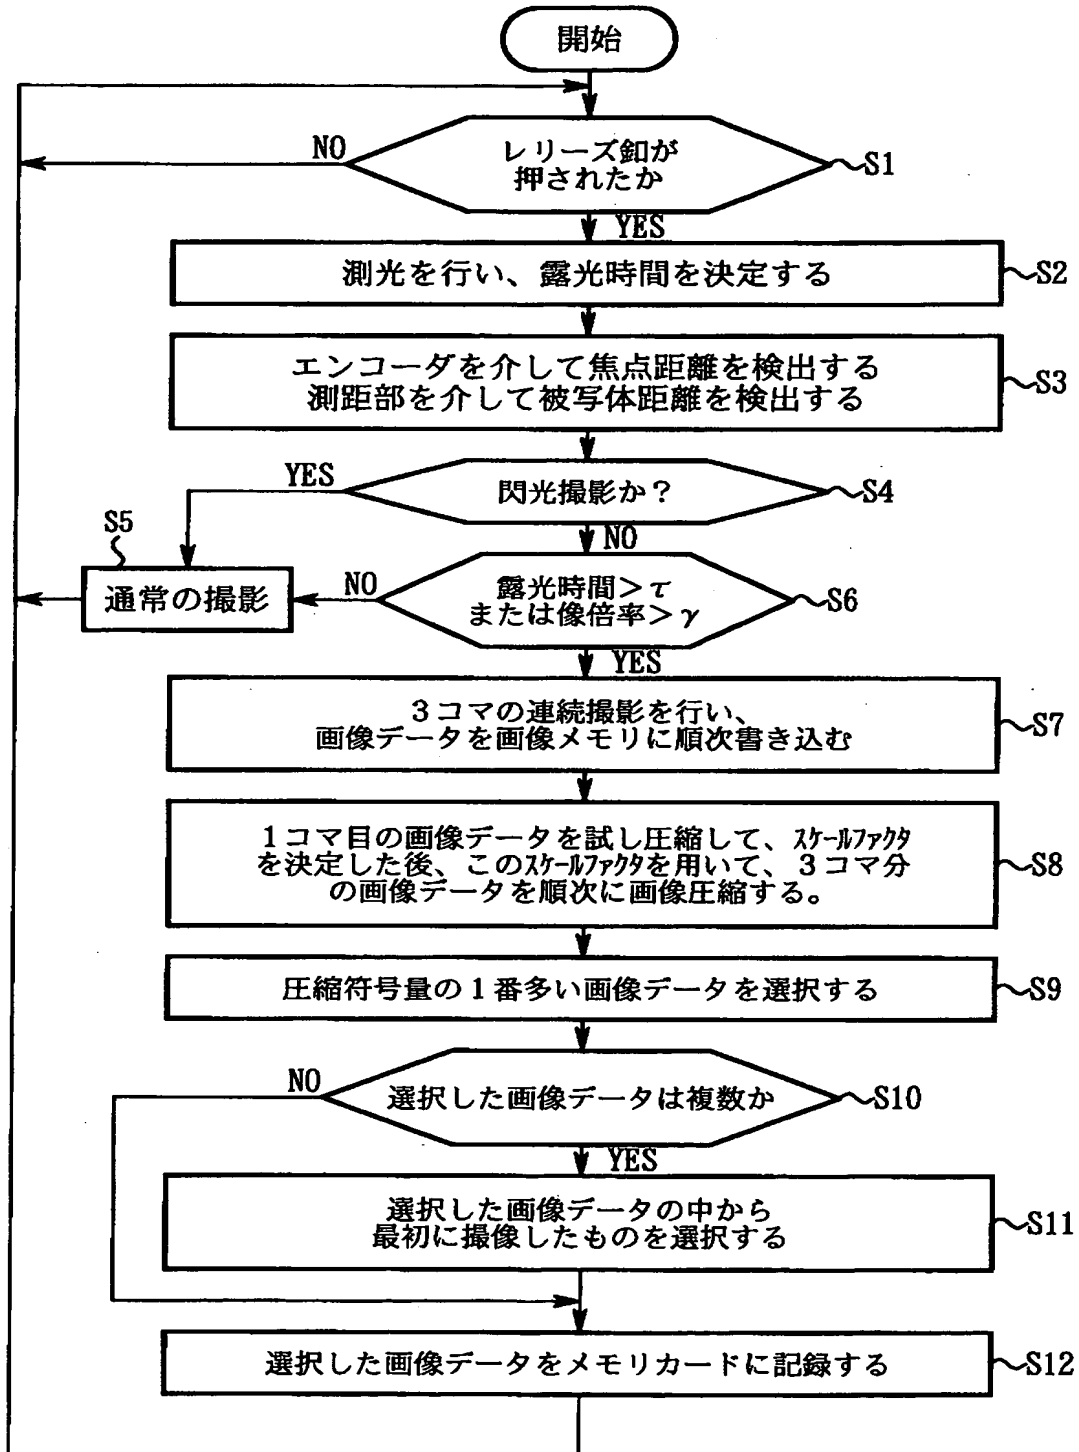 開始
レリーズ釦が
押されたか
NO
S1
YES
測光を行い、露光時間を決定する
S2
エンコーダを介して焦点距離を検出する
測距部を介して被写体距離を検出する
S3
閃光撮影か？
YES
S4
NO
S5
通常の撮影
NO
露光時間＞τ
または像倍率＞γ
S6
YES
３コマの連続撮影を行い、
画像データを画像メモリに順次書き込む
S7
１コマ目の画像データを試し圧縮して、ｽｹｰﾙﾌｧｸﾀ
を決定した後、このｽｹｰﾙﾌｧｸﾀを用いて、３コマ分
の画像データを順次に画像圧縮する。
S8
圧縮符号量の１番多い画像データを選択する
S9
NO
選択した画像データは複数か
S10
YES
選択した画像データの中から
最初に撮像したものを選択する
S11
選択した画像データをメモリカードに記録する
S12